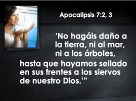 Apocalipsis 7:2, 3
'No hagáis daño a
la tierra, ni al mar,
ni a los árboles,
hasta que hayamos sellado
en sus frentes a los siervos
de nuestro Dios.'"